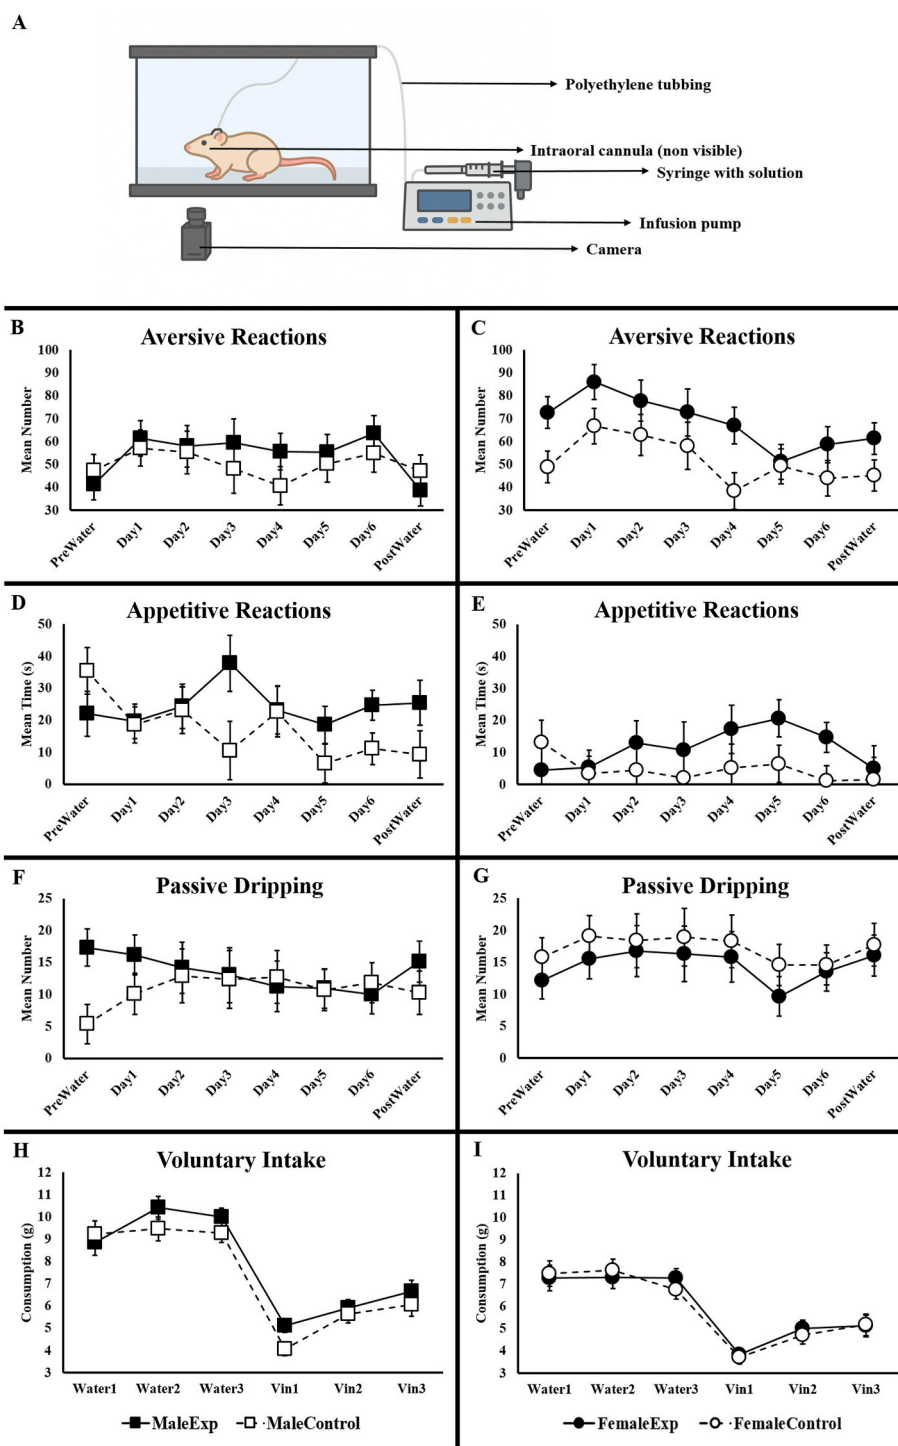 A
Polyethylene tubbing
Intraoral cannula (non visible)
Syringe with solution
Infusion pump
Camera
B
Aversive Reactions
Mean Number
100
90
80
70
60
50
40
30
PreWater Day1 Day2 Day3 Day4 Day5 Day6 PostWater
C
Aversive Reactions
Mean Number
100
90
80
70
60
50
40
30
PreWater Day1 Day2 Day3 Day4 Day5 Day6 PostWater
D
Appetitive Reactions
Mean Time (s)
50
40
30
20
10
0
PreWater Day1 Day2 Day3 Day4 Day5 Day6 PostWater
E
Appetitive Reactions
Mean Time (s)
50
40
30
20
10
0
PreWater Day1 Day2 Day3 Day4 Day5 Day6 PostWater
F
Passive Dripping
Mean Number
25
20
15
10
5
0
PreWater Day1 Day2 Day3 Day4 Day5 Day6 PostWater
G
Passive Dripping
Mean Number
25
20
15
10
5
0
PreWater Day1 Day2 Day3 Day4 Day5 Day6 PostWater
H
Voluntary Intake
Consumption (g)
12
11
10
9
8
7
6
5
4
3
Water1 Water2 Water3 Vin1 Vin2 Vin3
MaleExp MaleControl
I
Voluntary Intake
Consumption (g)
12
11
10
9
8
7
6
5
4
3
Water1 Water2 Water3 Vin1 Vin2 Vin3
FemaleExp FemaleControl